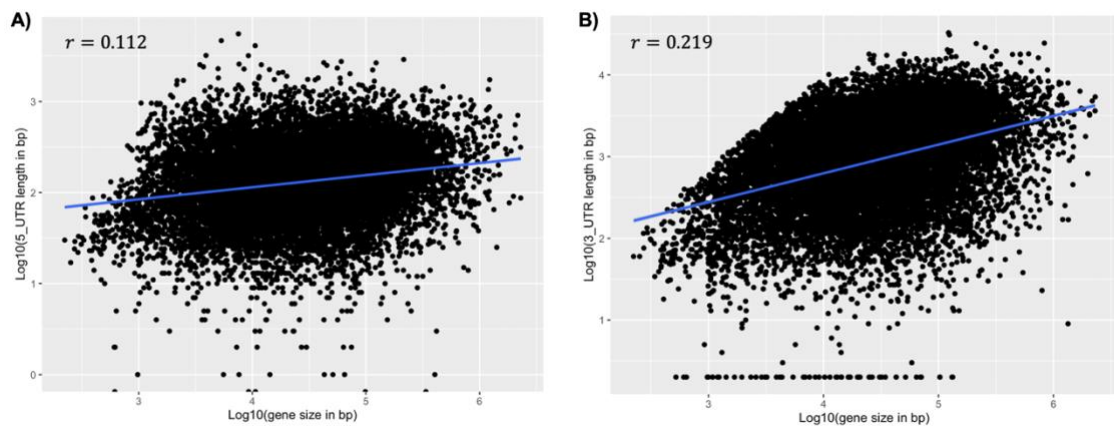 A)
r = 0.112
Log10(5_UTR length in bp)
3
2
1
0
3
4
5
6
Log10(gene size in bp)
B)
r = 0.219
Log10(3_UTR length in bp)
4
3
2
1
3
4
5
6
Log10(gene size in bp)